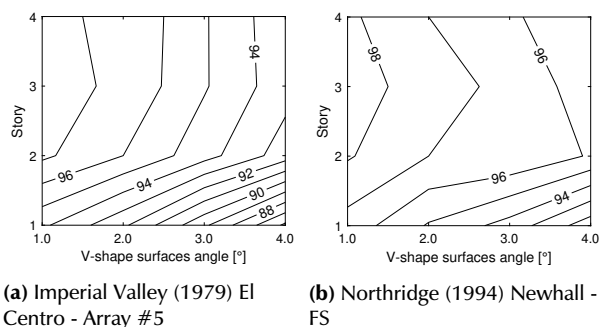 4
3
2
1
Story
94
96
94
92
90
88
1.0 2.0 3.0 4.0
V-shape surfaces angle [°]
(a) Imperial Valley (1979) El
Centro - Array #5
4
3
2
1
Story
98
96
96
94
1.0 2.0 3.0 4.0
V-shape surfaces angle [°]
(b) Northridge (1994) Newhall -
FS